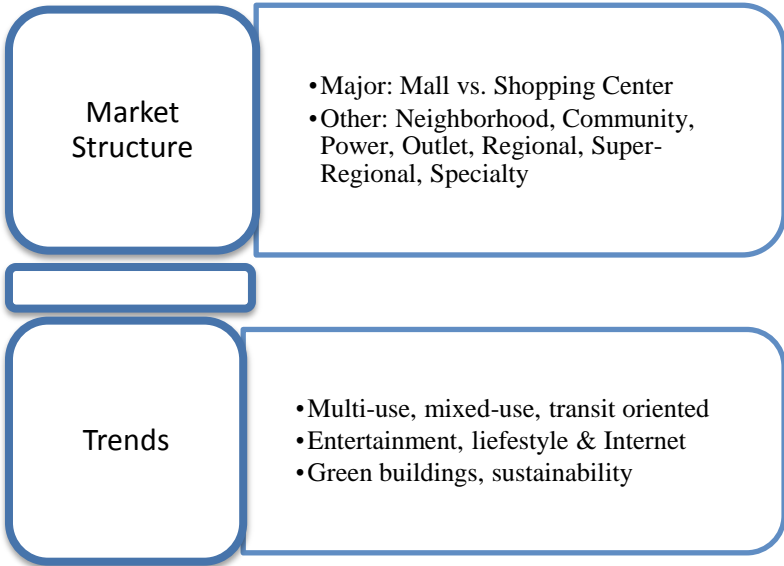 Market
Structure
•Major: Mall vs. Shopping Center
•Other: Neighborhood, Community,
Power, Outlet, Regional, Super-
Regional, Specialty
Trends
•Multi-use, mixed-use, transit oriented
•Entertainment, liefestyle & Internet
•Green buildings, sustainability